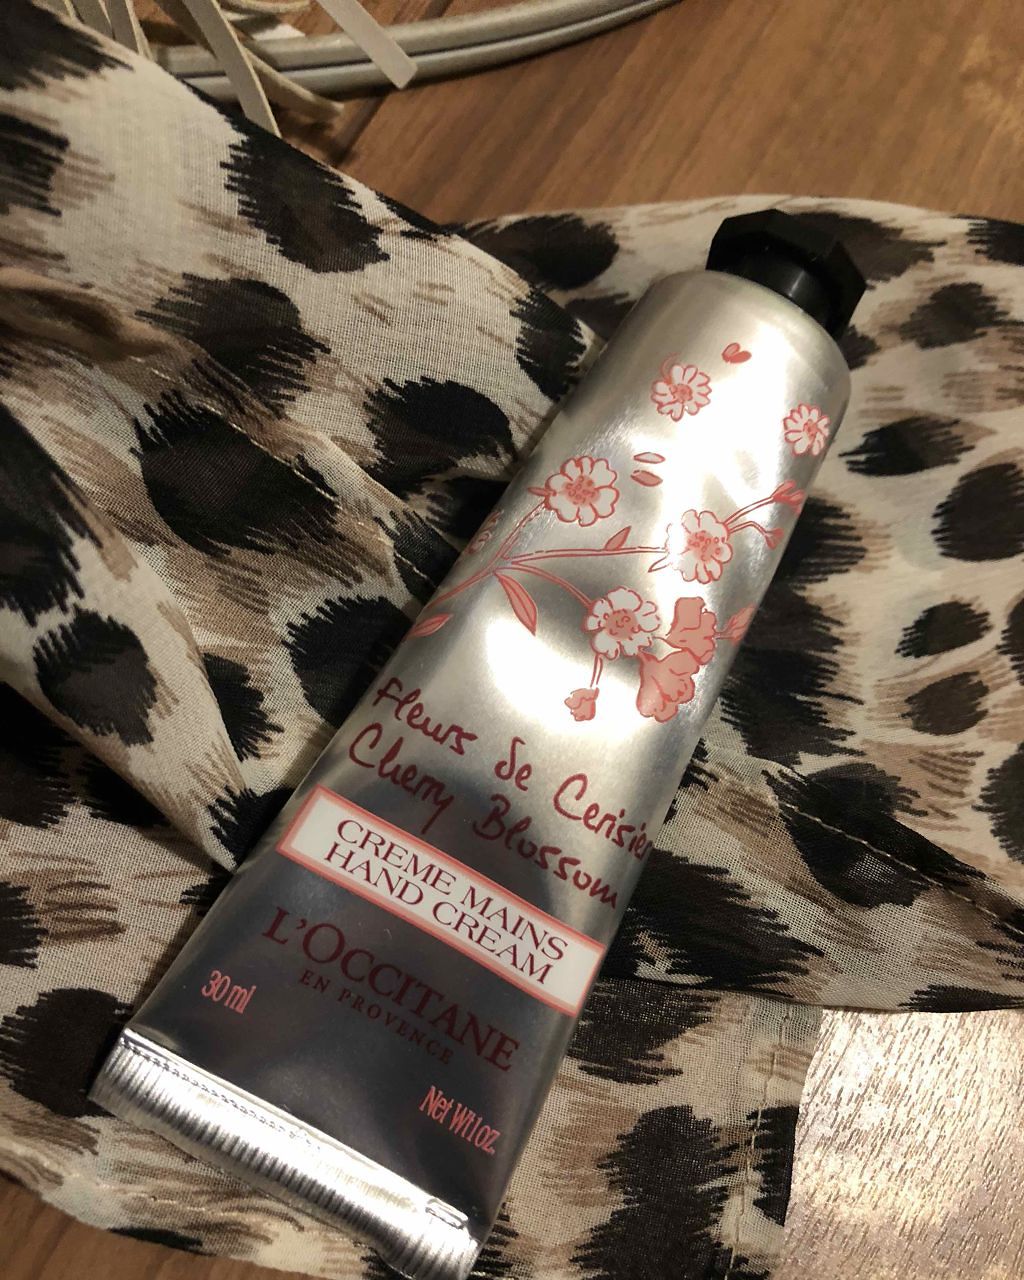 Fleurs de Cerisier
Cherry Blossom
CREME MAINS
HAND CREAM
L'OCCITANE
EN PROVENCE
30 ml
Net Wt 1 oz.